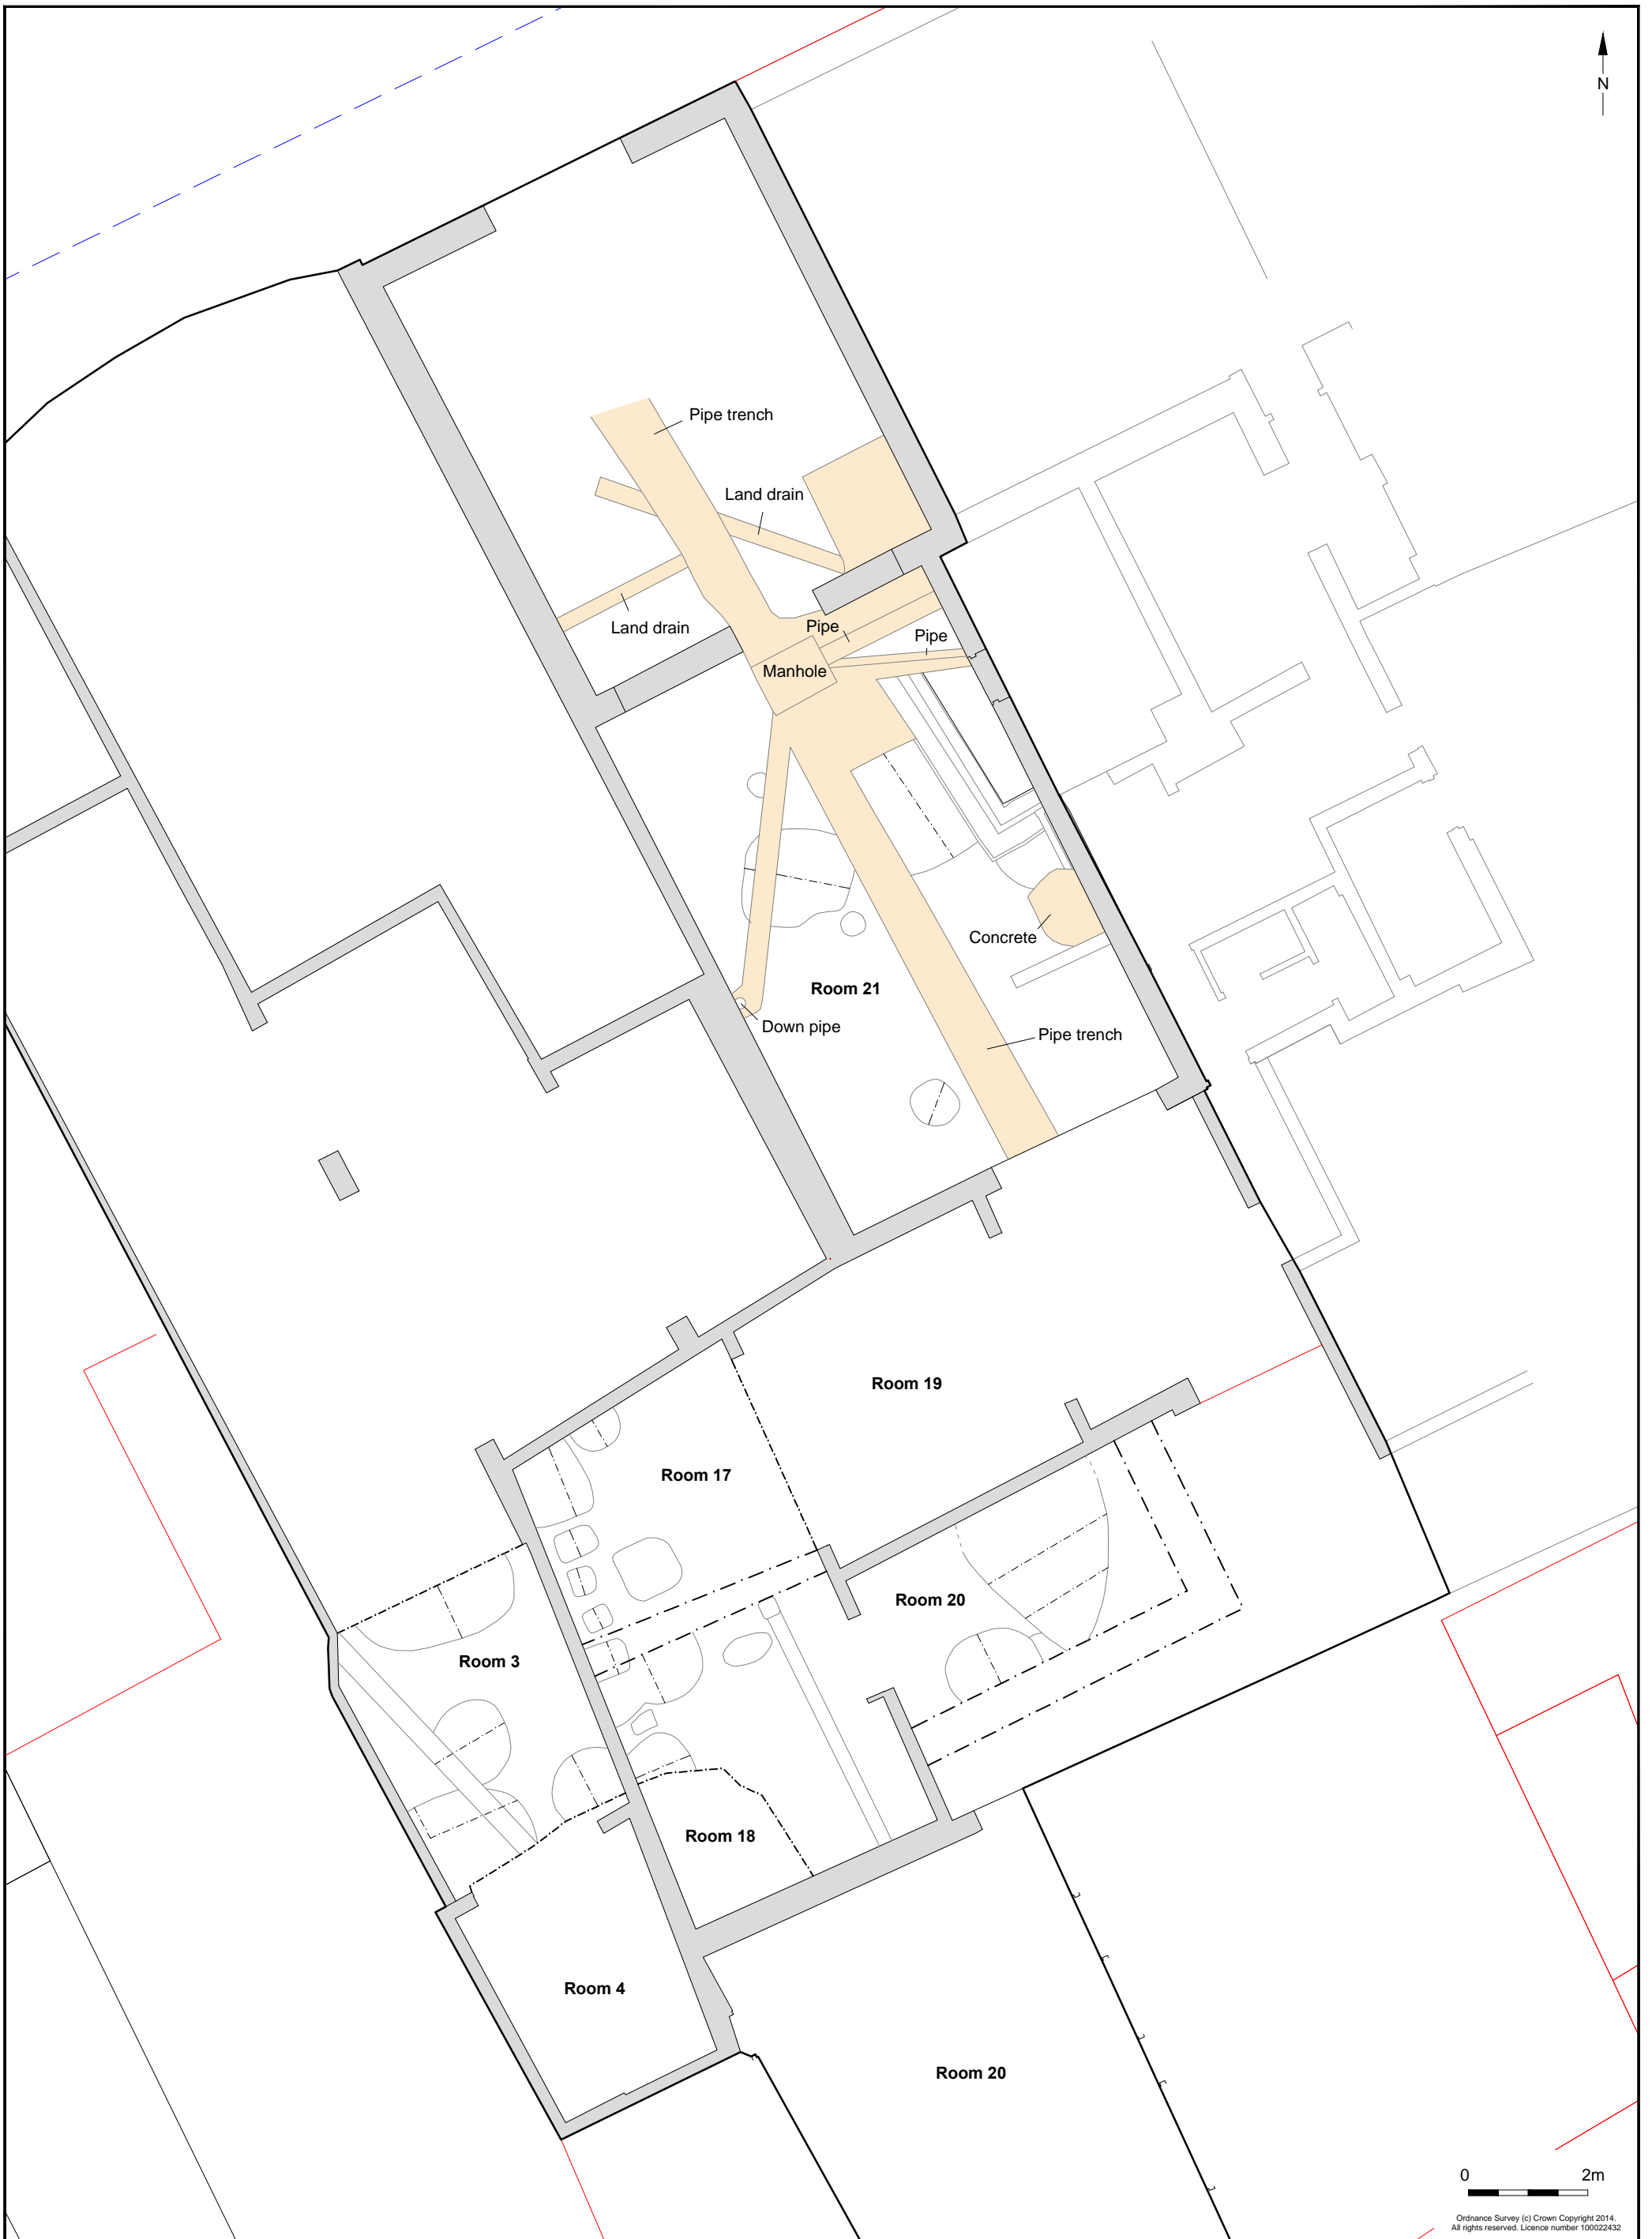 N
Pipe trench
Land drain
Land drain
Pipe
Pipe
Manhole
Concrete
Room 21
Down pipe
Pipe trench
Room 19
Room 17
Room 20
Room 3
Room 18
Room 4
Room 20
0 2m
Ordnance Survey (c) Crown Copyright 2014.
All rights reserved. Licence number 100022432